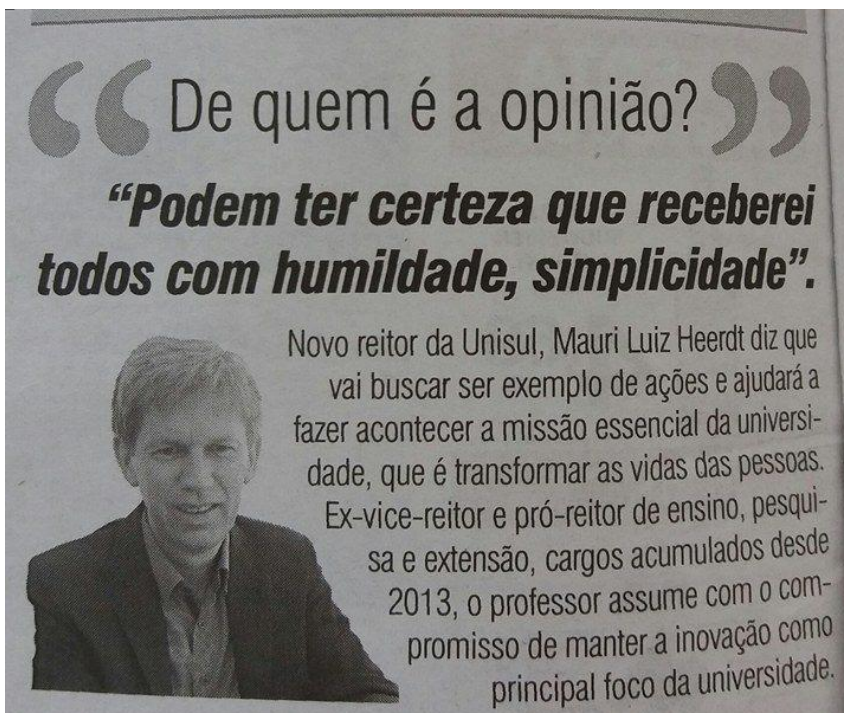 “ De quem é a opinião? ”
“Podem ter certeza que receberei
todos com humildade, simplicidade”.
Novo reitor da Unisul, Mauri Luiz Heerdt diz que
vai buscar ser exemplo de ações e ajudará a
fazer acontecer a missão essencial da universi-
dade, que é transformar as vidas das pessoas.
Ex-vice-reitor e pró-reitor de ensino, pesqui-
sa e extensão, cargos acumulados desde
2013, o professor assume com o com-
promisso de manter a inovação como
principal foco da universidade.